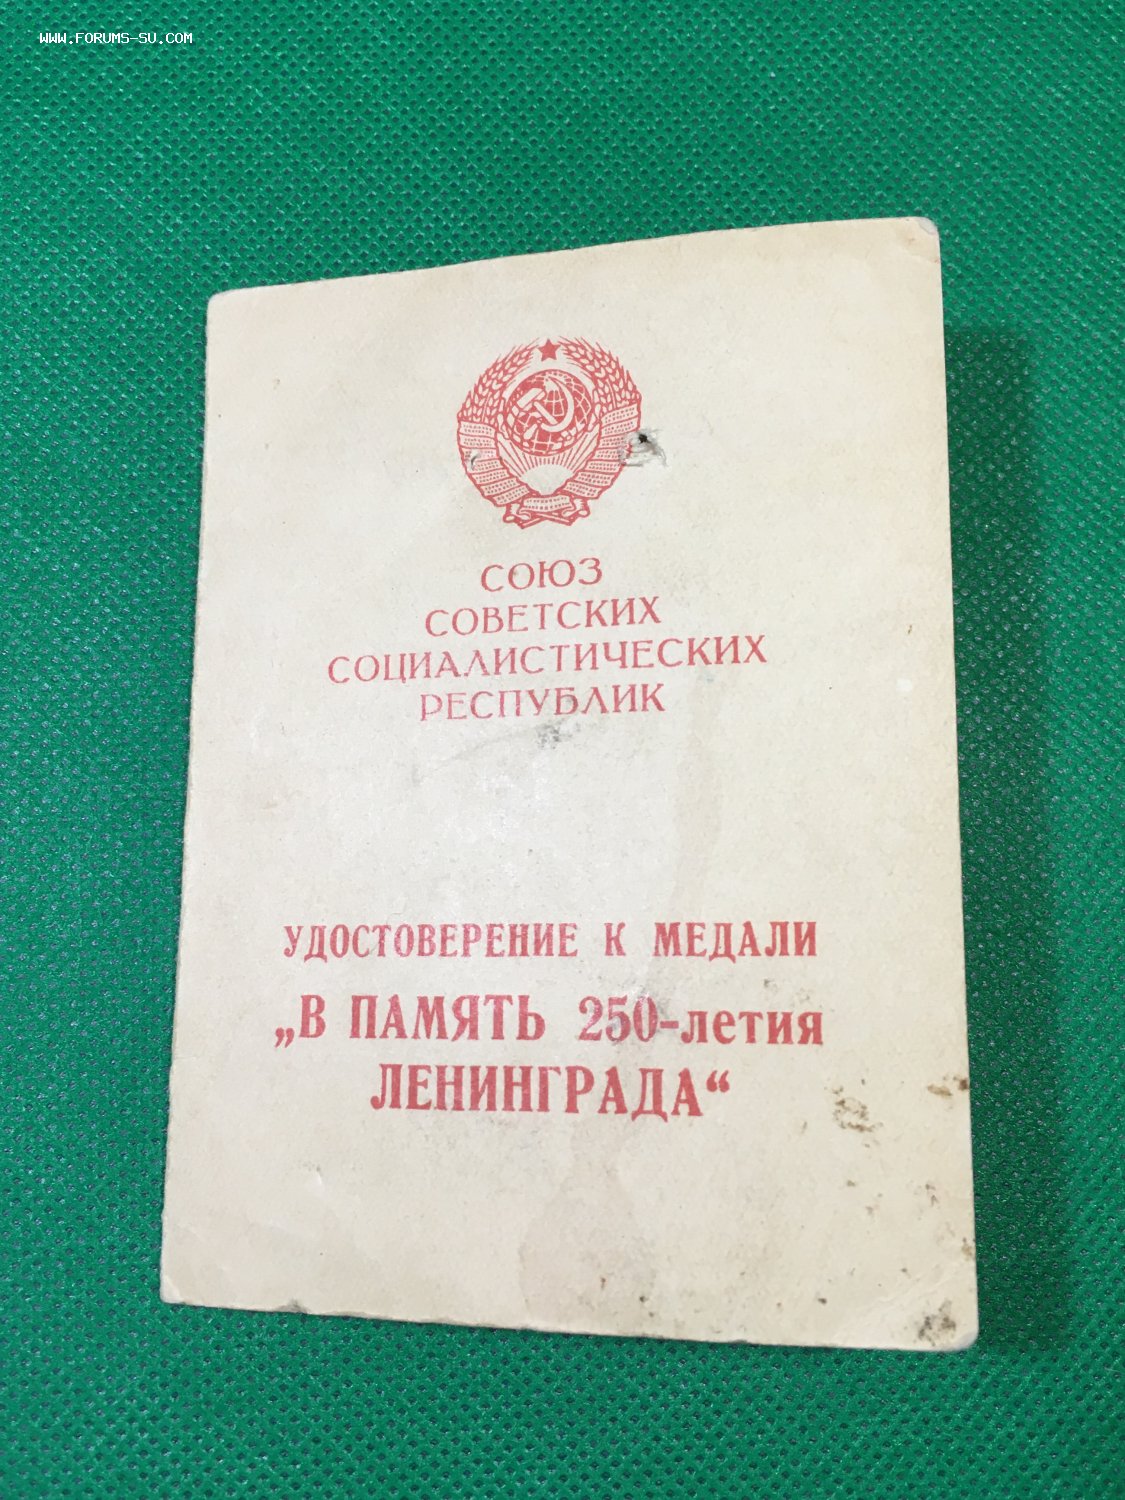 WWW.FORUMS-SU.COM
СОЮЗ
СОВЕТСКИХ
СОЦИАЛИСТИЧЕСКИХ
РЕСПУБЛИК
УДОСТОВЕРЕНИЕ К МЕДАЛИ
„В ПАМЯТЬ 250-летия
ЛЕНИНГРАДА“